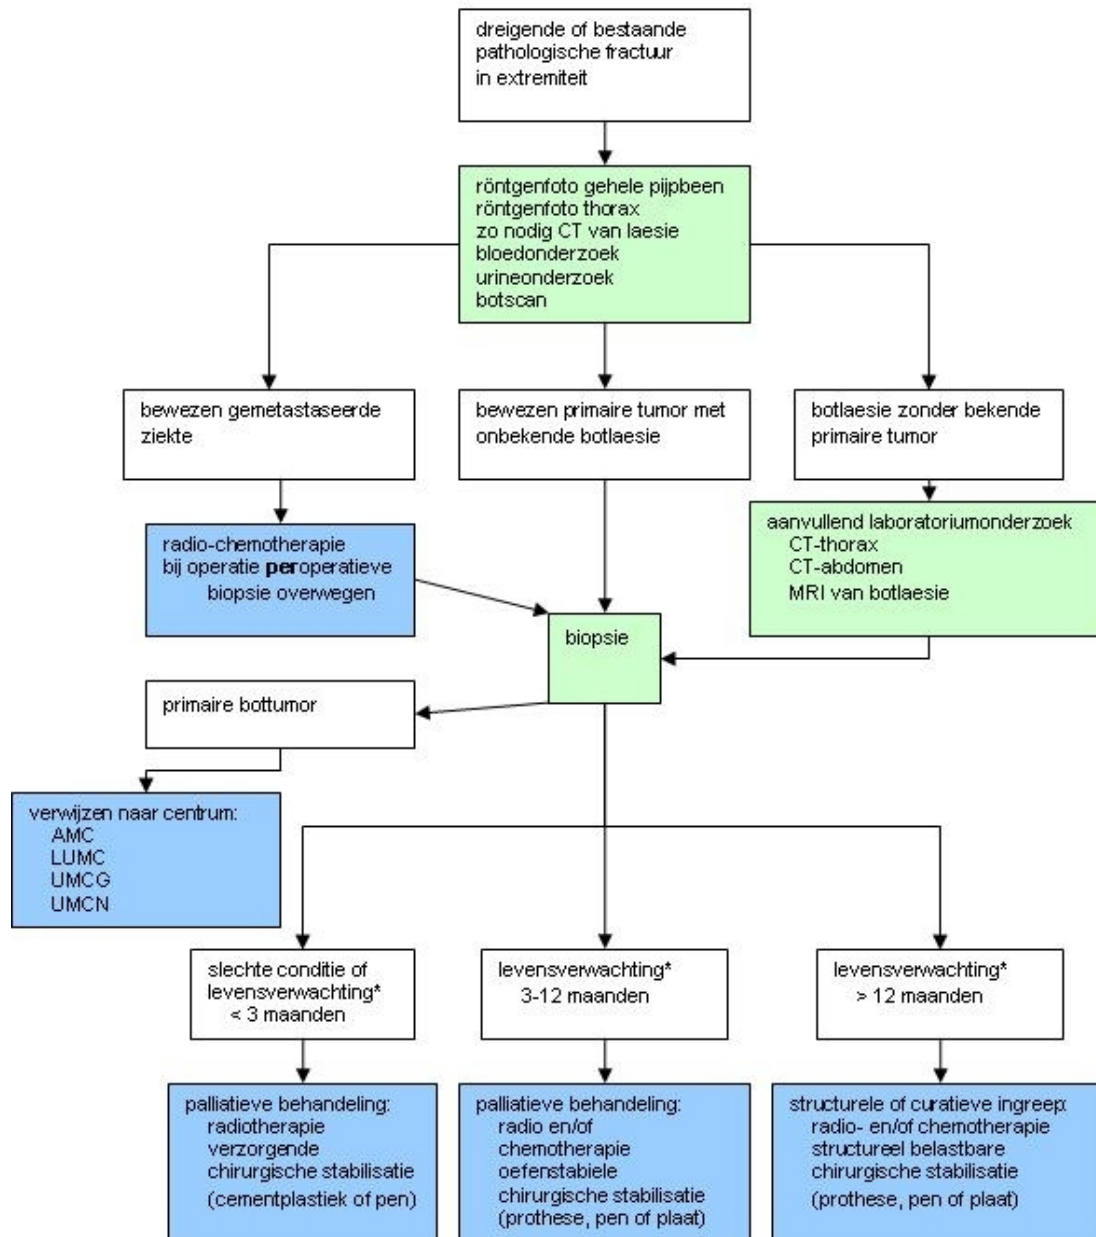 dreigende of bestaande
pathologische fractuur
in extremiteit
röntgenfoto gehele pijpbeen
röntgenfoto thorax
zo nodig CT van laesie
bloedonderzoek
urineonderzoek
botscan
bewezen gemetastaseerde
ziekte
bewezen primaire tumor met
onbekende botlaesie
botlaesie zonder bekende
primaire tumor
radio-chemotherapie
bij operatie peroperatieve
biopsie overwegen
aanvullend laboratoriumonderzoek
CT-thorax
CT-abdomen
MRI van botlaesie
biopsie
primaire bottumor
verwijzen naar centrum:
AMC
LUMC
UMCG
UMCN
slechte conditie of
levensverwachting*
< 3 maanden
levensverwachting*
3-12 maanden
levensverwachting*
> 12 maanden
palliatieve behandeling:
radiotherapie
verzorgende
chirurgische stabilisatie
(cementplastiek of pen)
palliatieve behandeling:
radio en/of
chemotherapie
oefenstabiele
chirurgische stabilisatie
(prothese, pen of plaat)
structurele of curatieve ingreep:
radio- en/of chemotherapie
structureel belastbare
chirurgische stabilisatie
(prothese, pen of plaat)